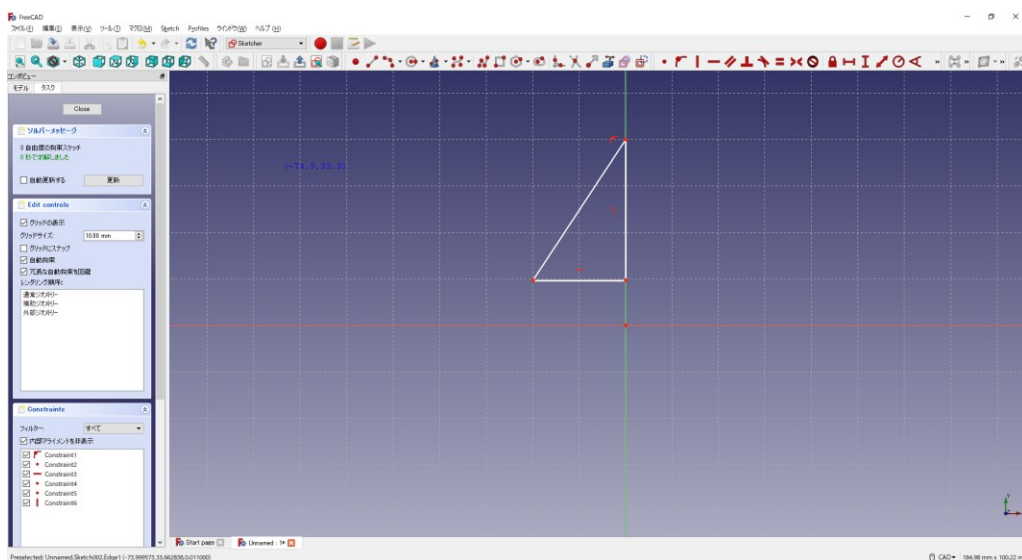 FreeCAD
ファイル(F) 編集(E) 表示(V) ツール(T) マクロ(M) Sketch Profiles ウィンドウ(W) ヘルプ(H)
Sketcher
コンボビュー
モデル タスク
Close
ソルバーメッセージ
3 自由度の拘束スケッチ
0 秒で求解しました
自動更新する 更新
Edit controls
グリッドの表示
グリッドサイズ: 10.00 mm
グリッドにスナップ
自動拘束
冗長な自動拘束を回避
レンダリング順序:
通常ジオメトリー
補助ジオメトリー
外部ジオメトリー
Constraints
フィルター: すべて
内部アライメントを非表示
Constraint1
Constraint2
Constraint3
Constraint4
Constraint5
Constraint6
(-74.9,33.3)
Start page Unnamed : 1*
Preselected: Unnamed.Sketch002.Edge1 (-73.999573,33.662838,0.011000)
CAD 184.98 mm x 100.22 m